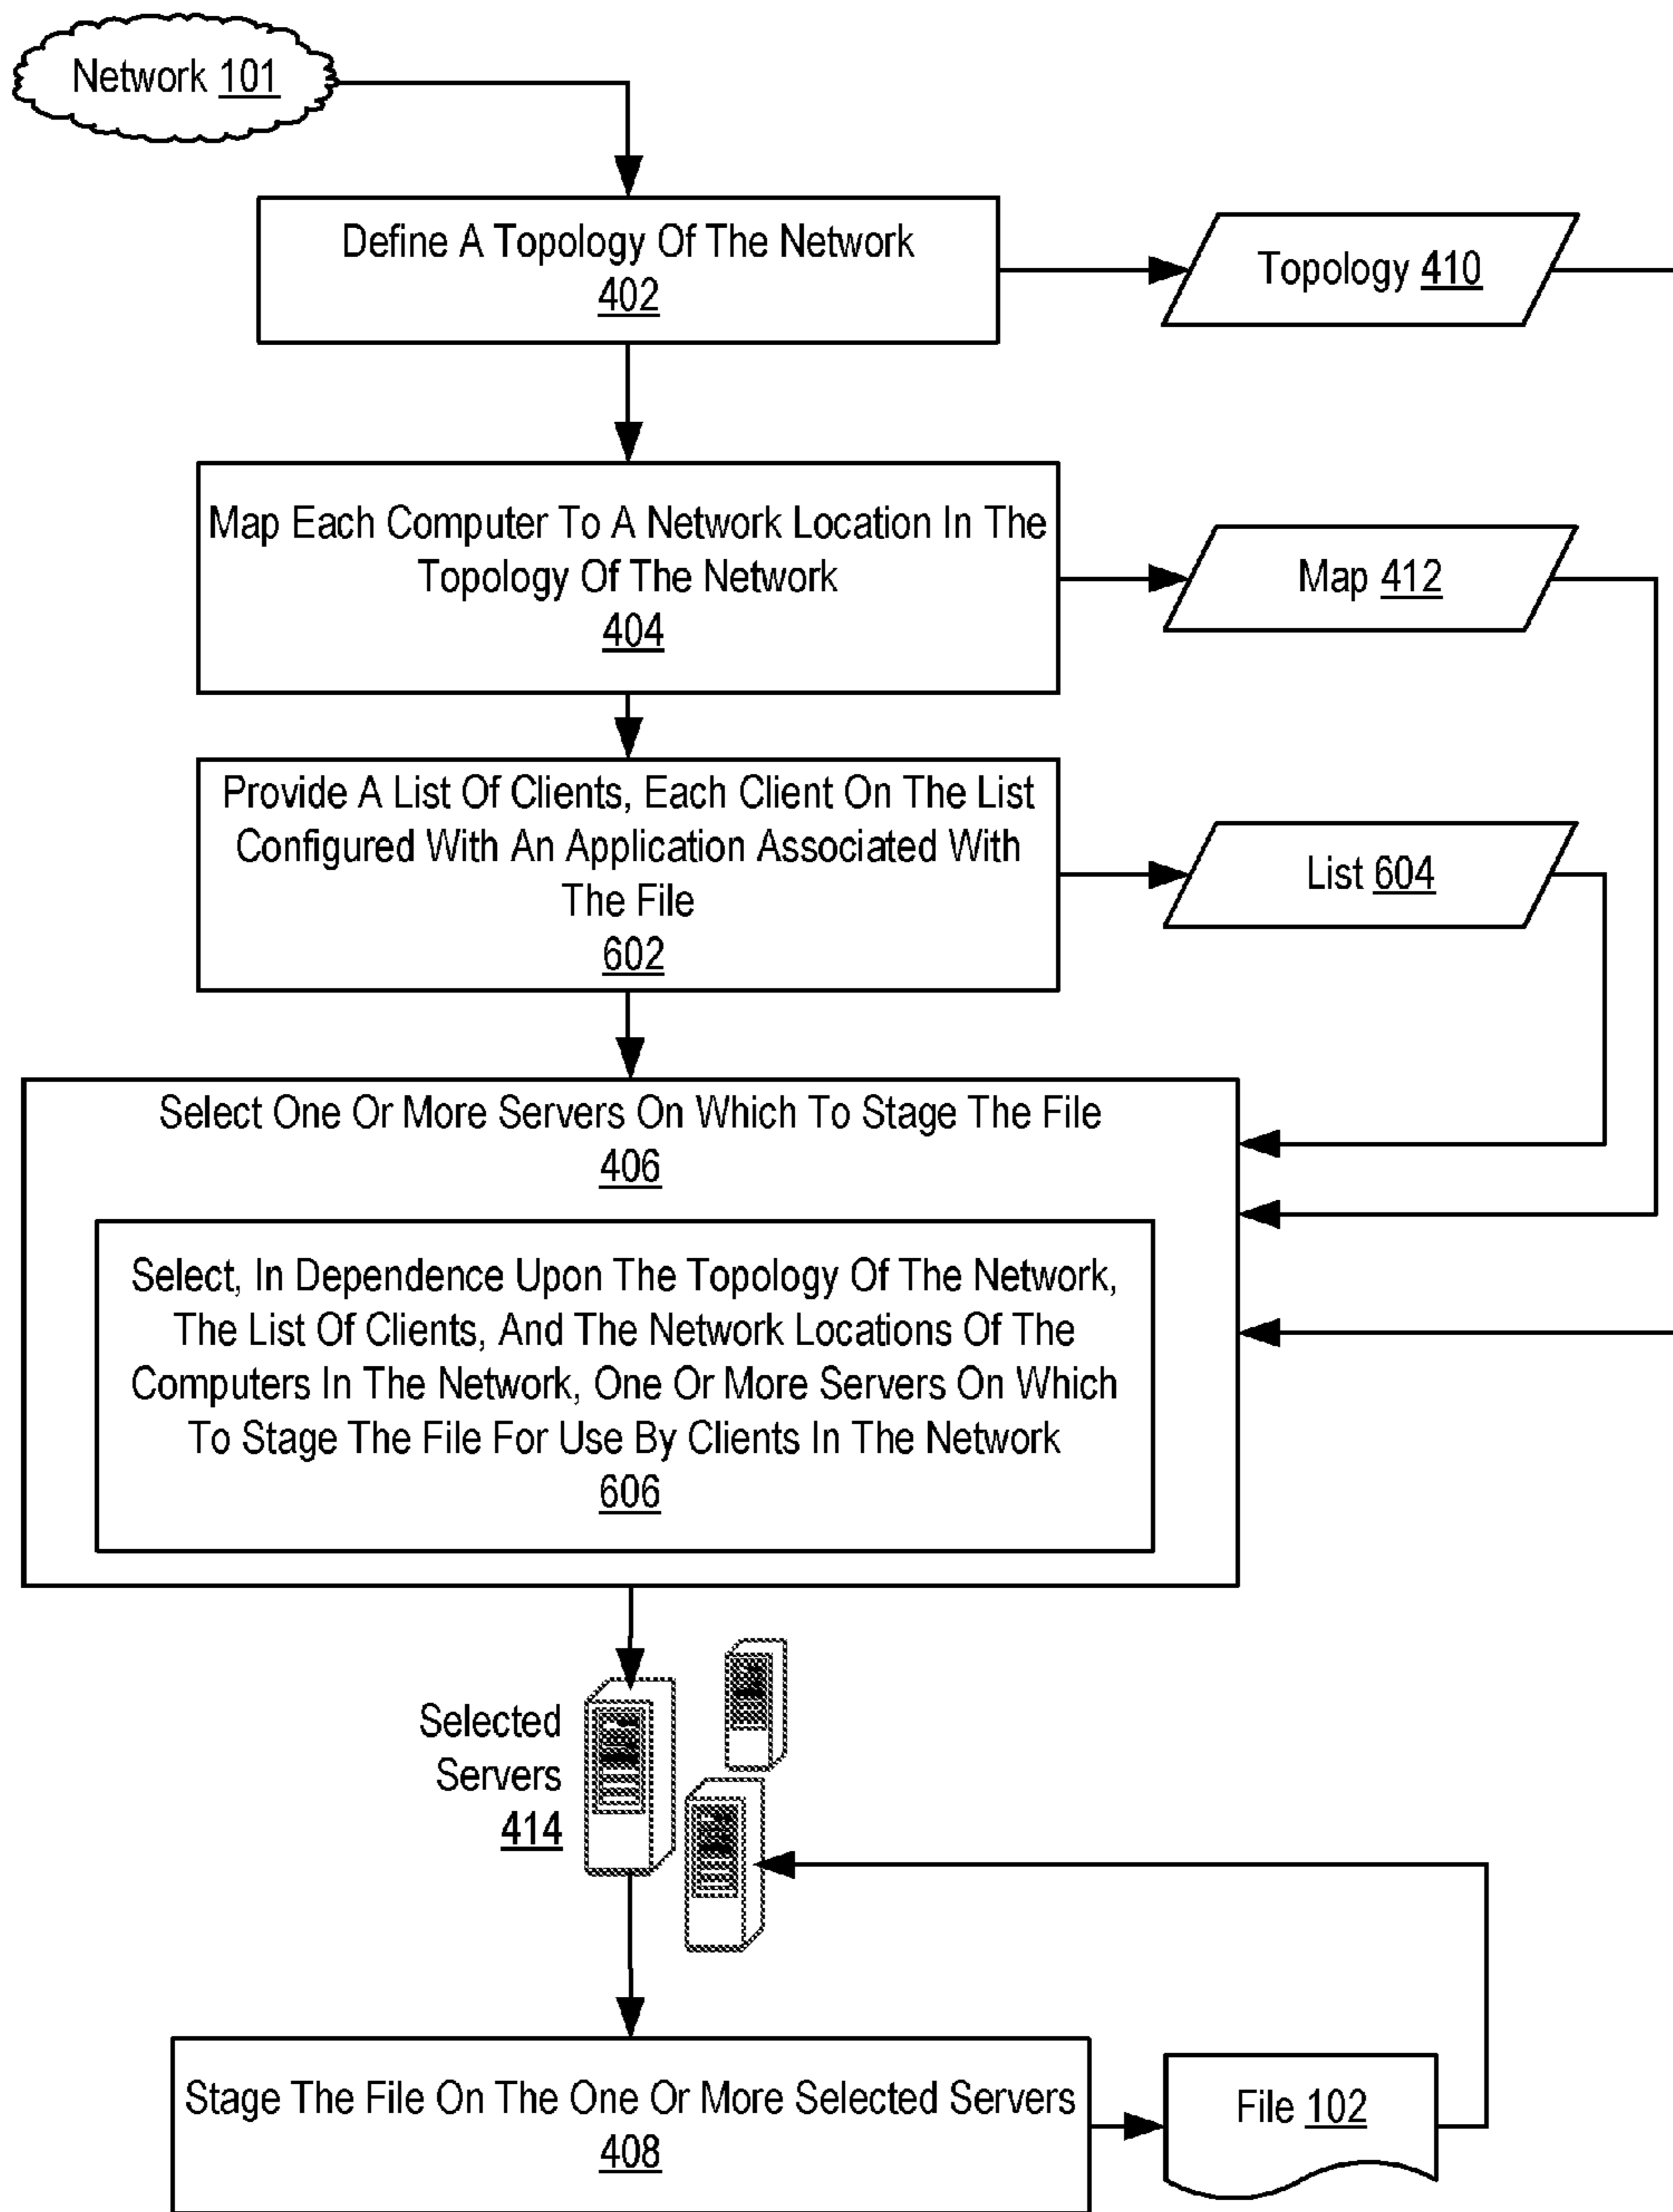 Network 101
Define A Topology Of The Network
402
Topology 410
Map Each Computer To A Network Location In The
Topology Of The Network
404
Map 412
Provide A List Of Clients, Each Client On The List
Configured With An Application Associated With
The File
602
List 604
Select One Or More Servers On Which To Stage The File
406
Select, In Dependence Upon The Topology Of The Network,
The List Of Clients, And The Network Locations Of The
Computers In The Network, One Or More Servers On Which
To Stage The File For Use By Clients In The Network
606
Selected
Servers
414
Stage The File On The One Or More Selected Servers
408
File 102